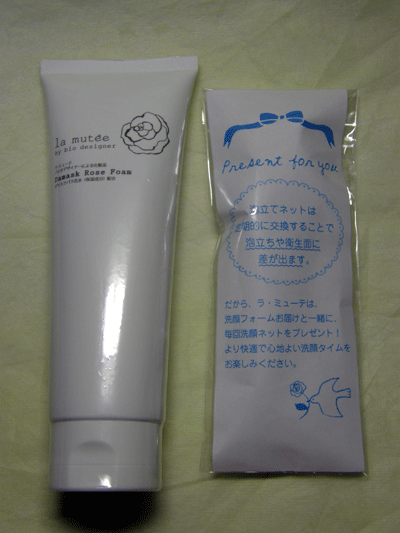 la mutée
by bio designer
Damask Rose Foam
Present for you
泡立てネットは
定期的に交換することで
泡立ちや衛生面に
差が出ます。
だから、ラ・ミューテは、
洗顔フォームお届けと一緒に、
毎回洗顔ネットをプレゼント!
より快適で心地よい洗顔タイムを
お楽しみください。